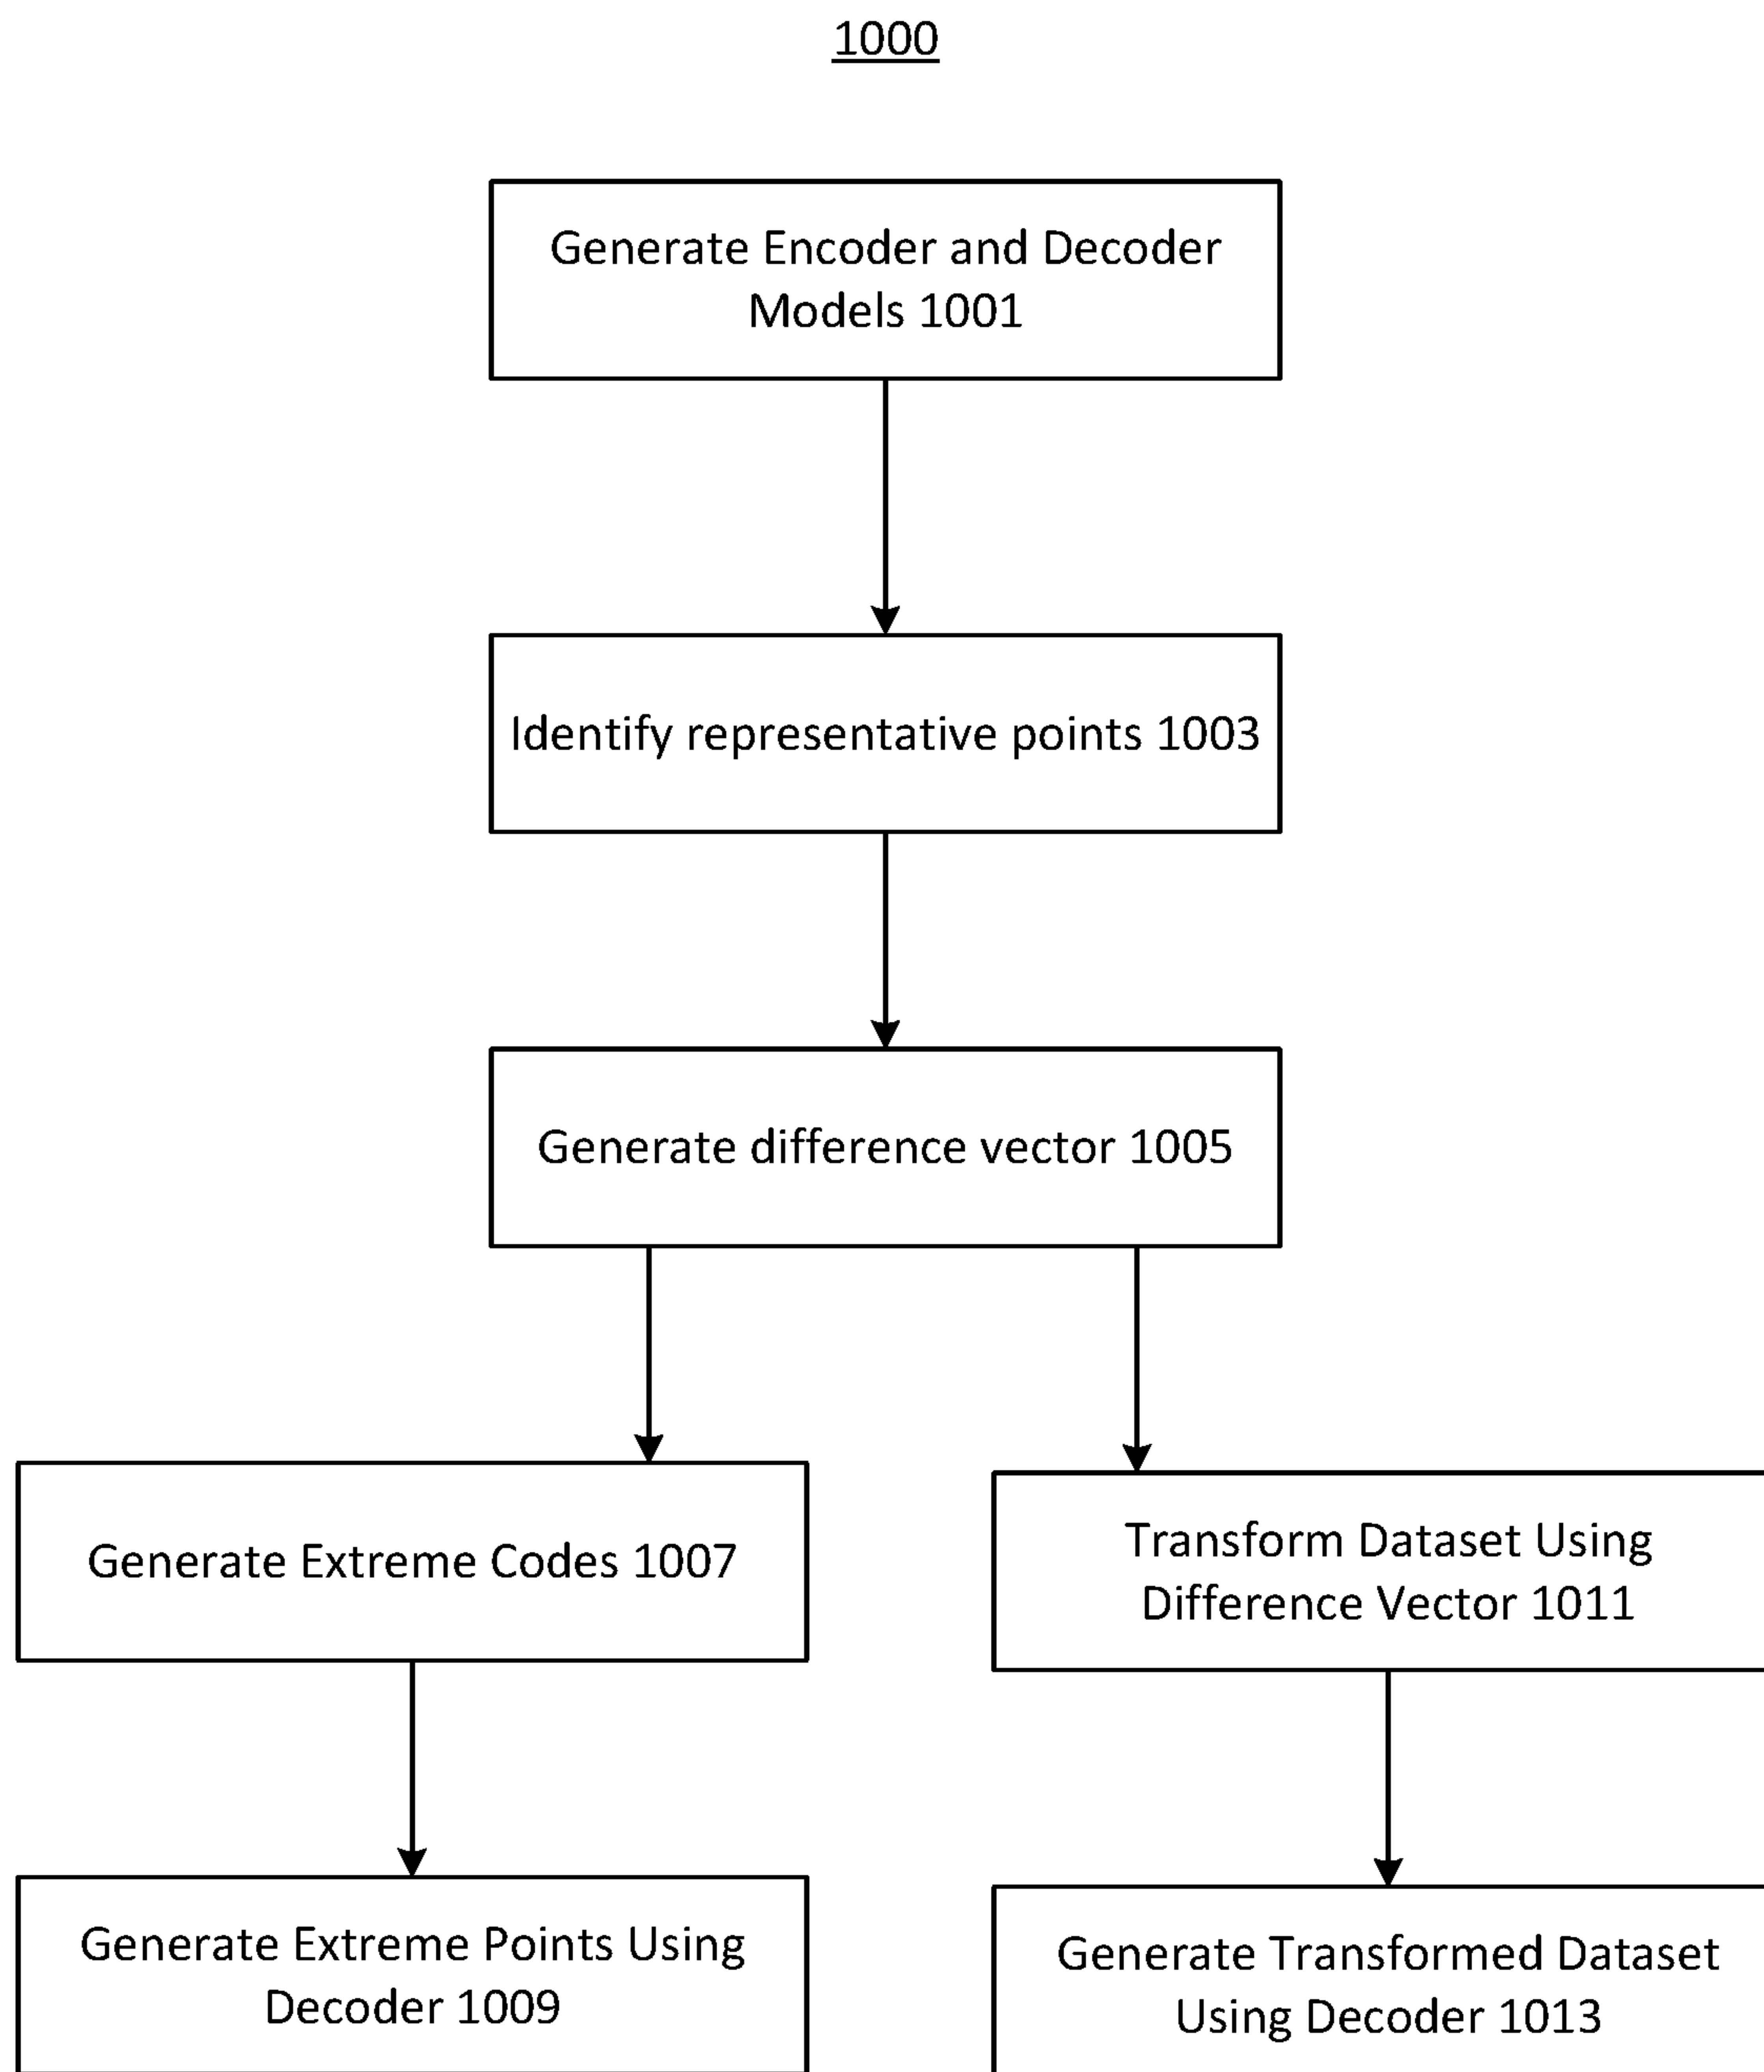 1000
Generate Encoder and Decoder
Models 1001
Identify representative points 1003
Generate difference vector 1005
Generate Extreme Codes 1007
Transform Dataset Using
Difference Vector 1011
Generate Extreme Points Using
Decoder 1009
Generate Transformed Dataset
Using Decoder 1013